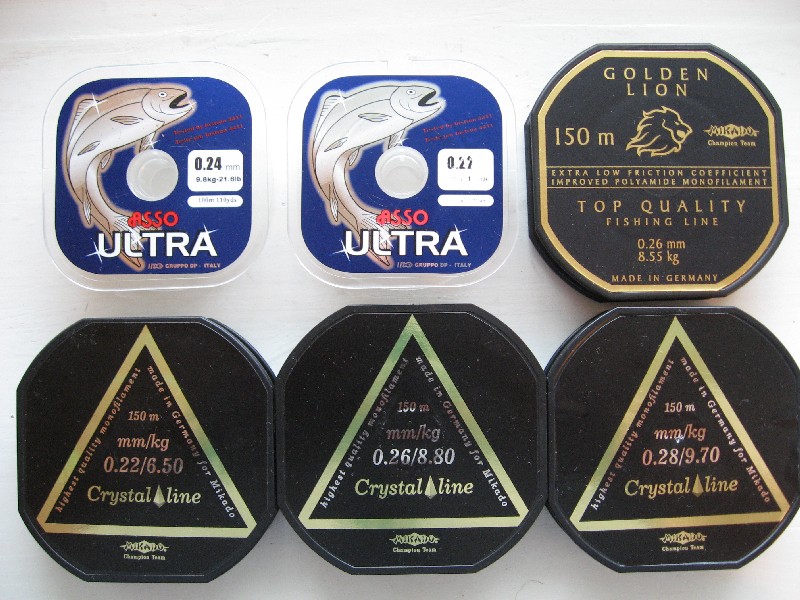 0.24 mm
9.8kg-21.6lb
100m 110yds
ASSO
ULTRA
GRUPPO DP - ITALY
0.22
ASSO
ULTRA
GRUPPO DP - ITALY
GOLDEN
LION
150 m
MIKADO
Champion Team
EXTRA LOW FRICTION COEFFICIENT
IMPROVED POLYAMIDE MONOFILAMENT
TOP QUALITY
FISHING LINE
0.26 mm
8.55 kg
MADE IN GERMANY
highest quality monofilament
made in Germany for Mikado
150 m
mm/kg
0.22/6.50
Crystal line
MIKADO
Champion Team
highest quality monofilament
made in Germany for Mikado
150 m
mm/kg
0.26/8.80
Crystal line
MIKADO
Champion Team
highest quality monofilament
made in Germany for Mikado
150 m
mm/kg
0.28/9.70
Crystal line
MIKADO
Champion Team